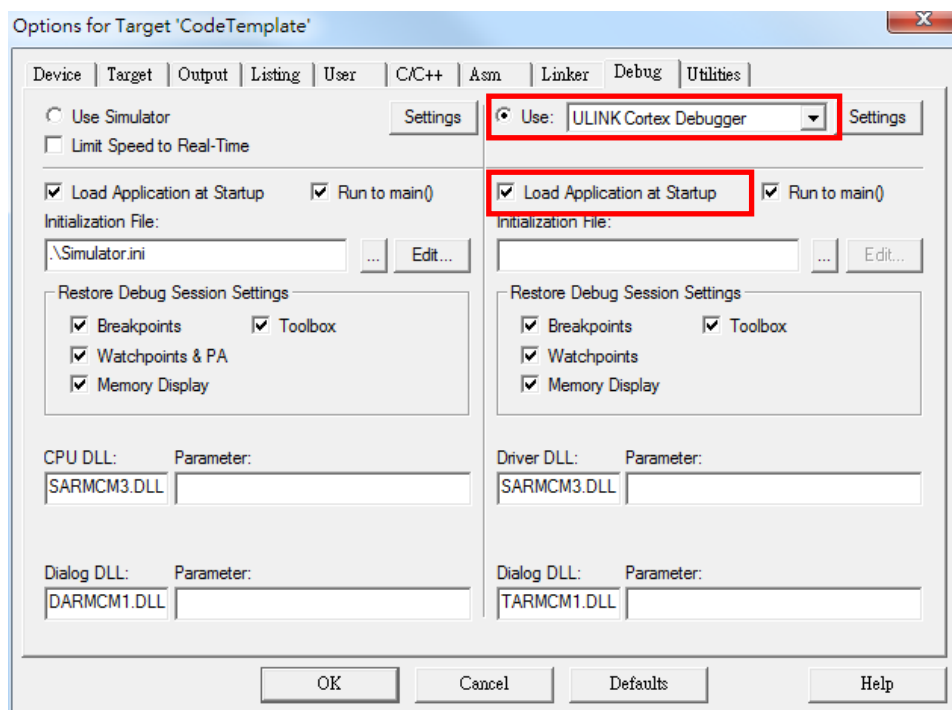 Options for Target 'CodeTemplate'
Device Target Output Listing User C/C++ Asm Linker Debug Utilities
Use Simulator Settings
Limit Speed to Real-Time
Load Application at Startup Run to main()
Initialization File:
.\Simulator.ini ... Edit...
Restore Debug Session Settings
Breakpoints Toolbox
Watchpoints & PA
Memory Display
CPU DLL: Parameter:
SARMCM3.DLL
Dialog DLL: Parameter:
DARMCM1.DLL
Use: ULINK Cortex Debugger Settings
Load Application at Startup Run to main()
Initialization File:
... Edit...
Restore Debug Session Settings
Breakpoints Toolbox
Watchpoints
Memory Display
Driver DLL: Parameter:
SARMCM3.DLL
Dialog DLL: Parameter:
TARMCM1.DLL
OK Cancel Defaults Help